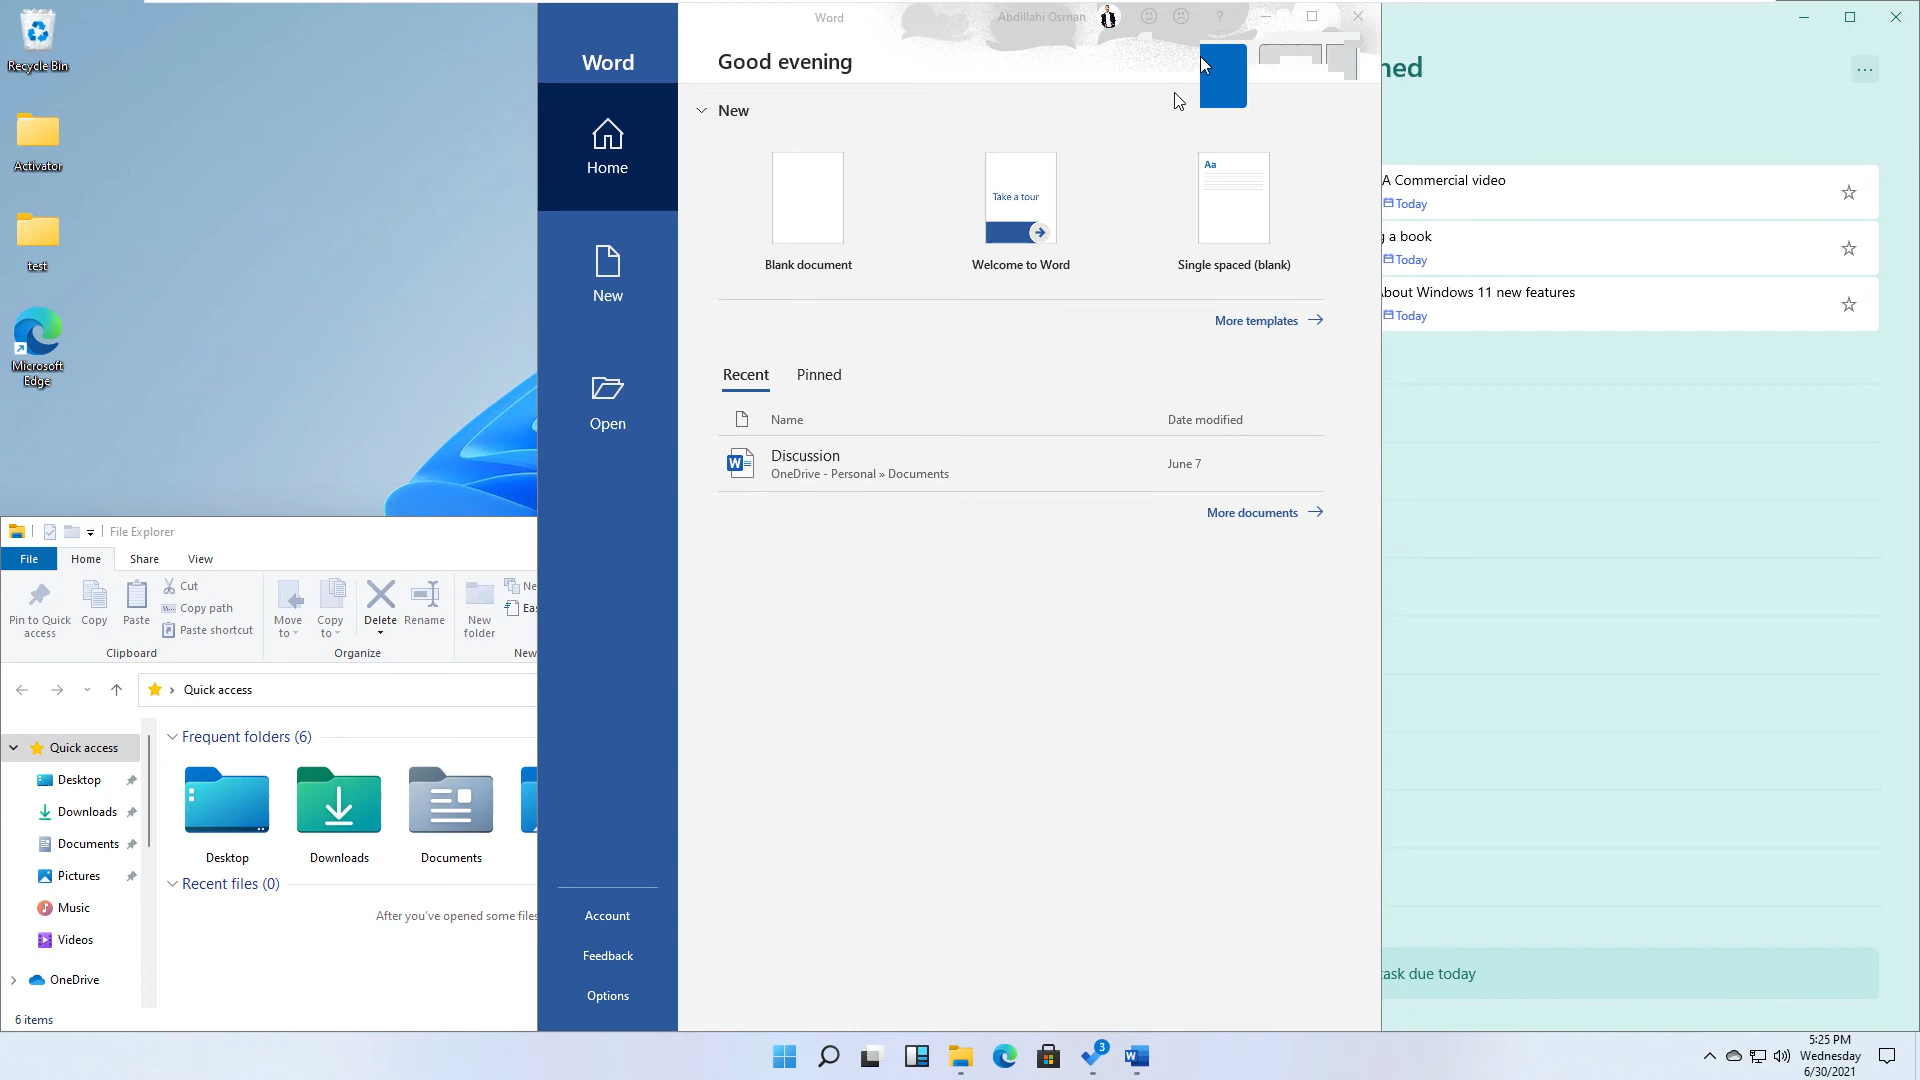 Recycle Bin
Activator
test
Microsoft
Edge
Word
Abdillahi Osman
?
Word
Good evening
Home
New
Open
New
Blank document
Take a tour
Welcome to Word
Aa
Single spaced (blank)
More templates
Recent
Pinned
Name
Date modified
Discussion
OneDrive - Personal » Documents
June 7
More documents
Account
Feedback
Options
ned
A Commercial video
Today
g a book
Today
About Windows 11 new features
Today
task due today
File Explorer
File
Home
Share
View
Pin to Quick
access
Copy
Paste
Cut
Copy path
Paste shortcut
Clipboard
Move
to
Copy
to
Delete
Rename
Organize
New
folder
Ne
Eas
New
Quick access
Quick access
Desktop
Downloads
Documents
Pictures
Music
Videos
OneDrive
Frequent folders (6)
Desktop
Downloads
Documents
Recent files (0)
After you've opened some files
6 items
3
5:25 PM
Wednesday
6/30/2021